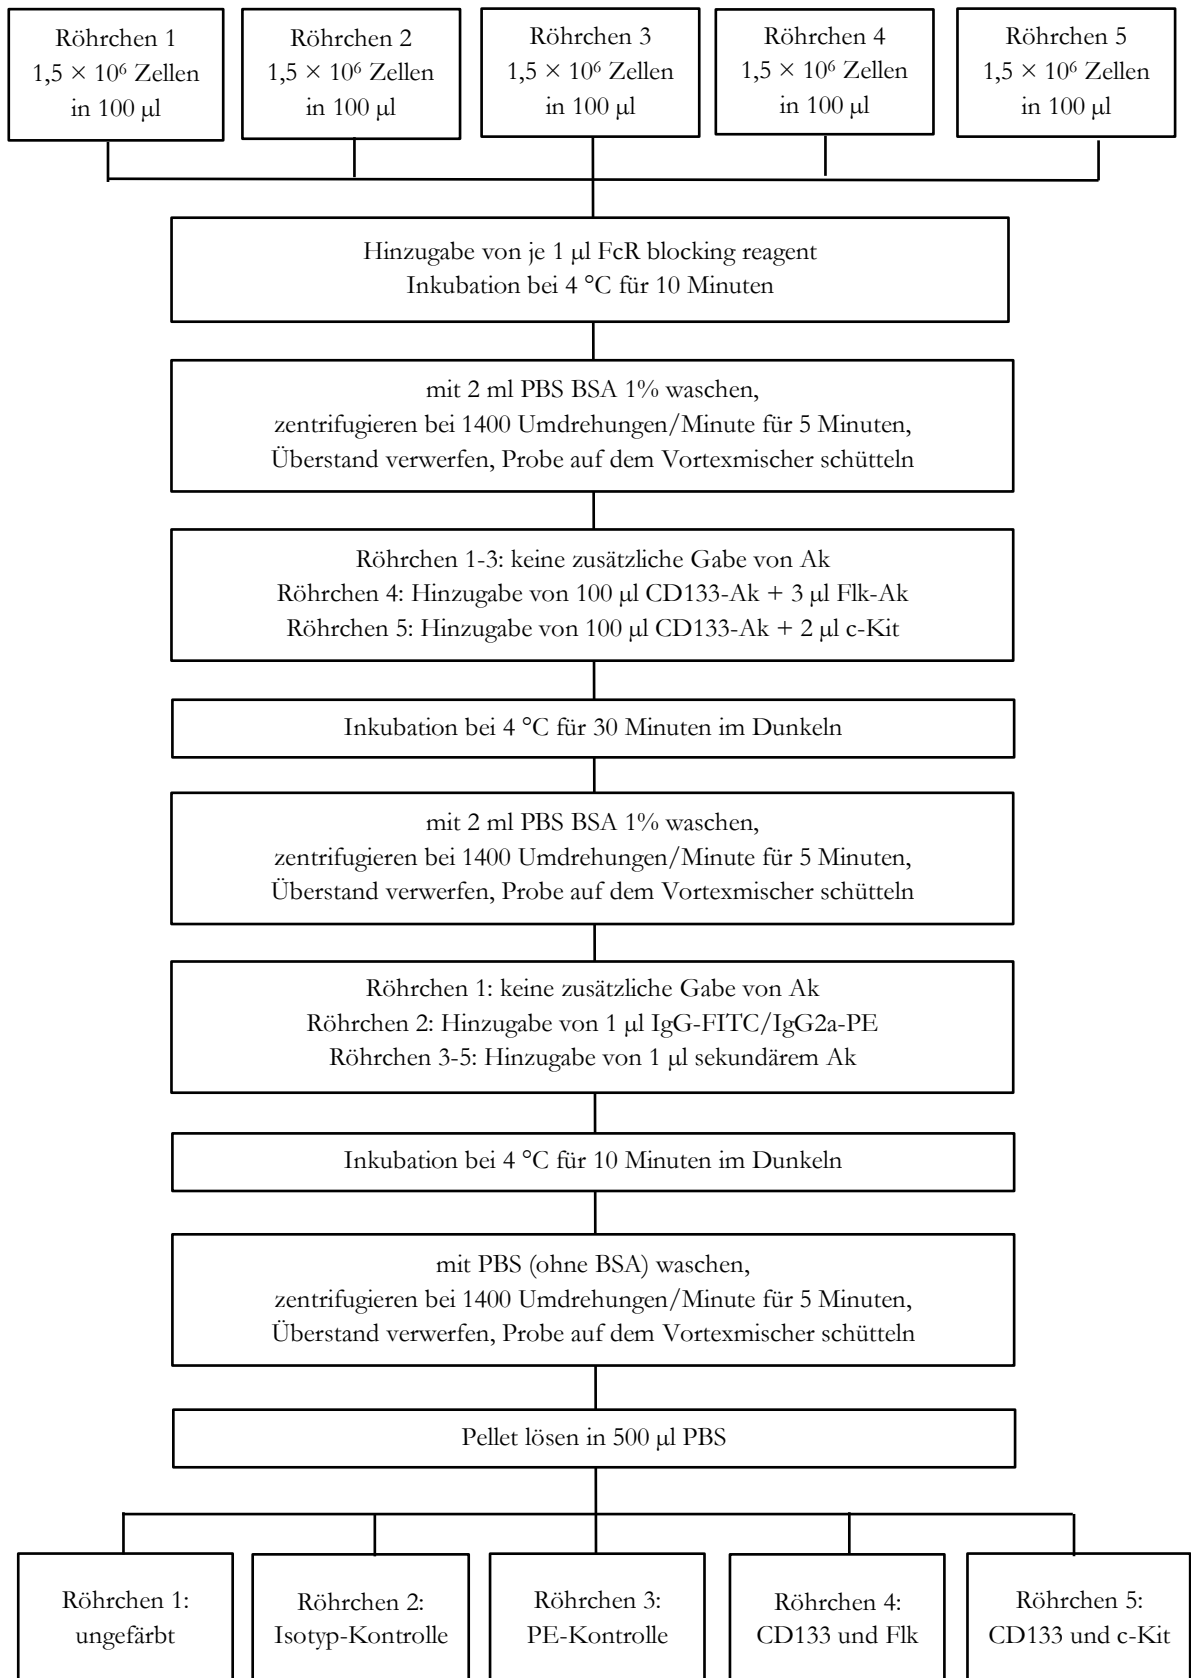 Röhrchen 1
1,5 × 10⁶ Zellen
in 100 µl
Röhrchen 2
1,5 × 10⁶ Zellen
in 100 µl
Röhrchen 3
1,5 × 10⁶ Zellen
in 100 µl
Röhrchen 4
1,5 × 10⁶ Zellen
in 100 µl
Röhrchen 5
1,5 × 10⁶ Zellen
in 100 µl
Hinzugabe von je 1 µl FcR blocking reagent
Inkubation bei 4 °C für 10 Minuten
mit 2 ml PBS BSA 1% waschen,
zentrifugieren bei 1400 Umdrehungen/Minute für 5 Minuten,
Überstand verwerfen, Probe auf dem Vortexmischer schütteln
Röhrchen 1-3: keine zusätzliche Gabe von Ak
Röhrchen 4: Hinzugabe von 100 µl CD133-Ak + 3 µl Flk-Ak
Röhrchen 5: Hinzugabe von 100 µl CD133-Ak + 2 µl c-Kit
Inkubation bei 4 °C für 30 Minuten im Dunkeln
mit 2 ml PBS BSA 1% waschen,
zentrifugieren bei 1400 Umdrehungen/Minute für 5 Minuten,
Überstand verwerfen, Probe auf dem Vortexmischer schütteln
Röhrchen 1: keine zusätzliche Gabe von Ak
Röhrchen 2: Hinzugabe von 1 µl IgG-FITC/IgG2a-PE
Röhrchen 3-5: Hinzugabe von 1 µl sekundärem Ak
Inkubation bei 4 °C für 10 Minuten im Dunkeln
mit PBS (ohne BSA) waschen,
zentrifugieren bei 1400 Umdrehungen/Minute für 5 Minuten,
Überstand verwerfen, Probe auf dem Vortexmischer schütteln
Pellet lösen in 500 µl PBS
Röhrchen 1:
ungefärbt
Röhrchen 2:
Isotyp-Kontrolle
Röhrchen 3:
PE-Kontrolle
Röhrchen 4:
CD133 und Flk
Röhrchen 5:
CD133 und c-Kit